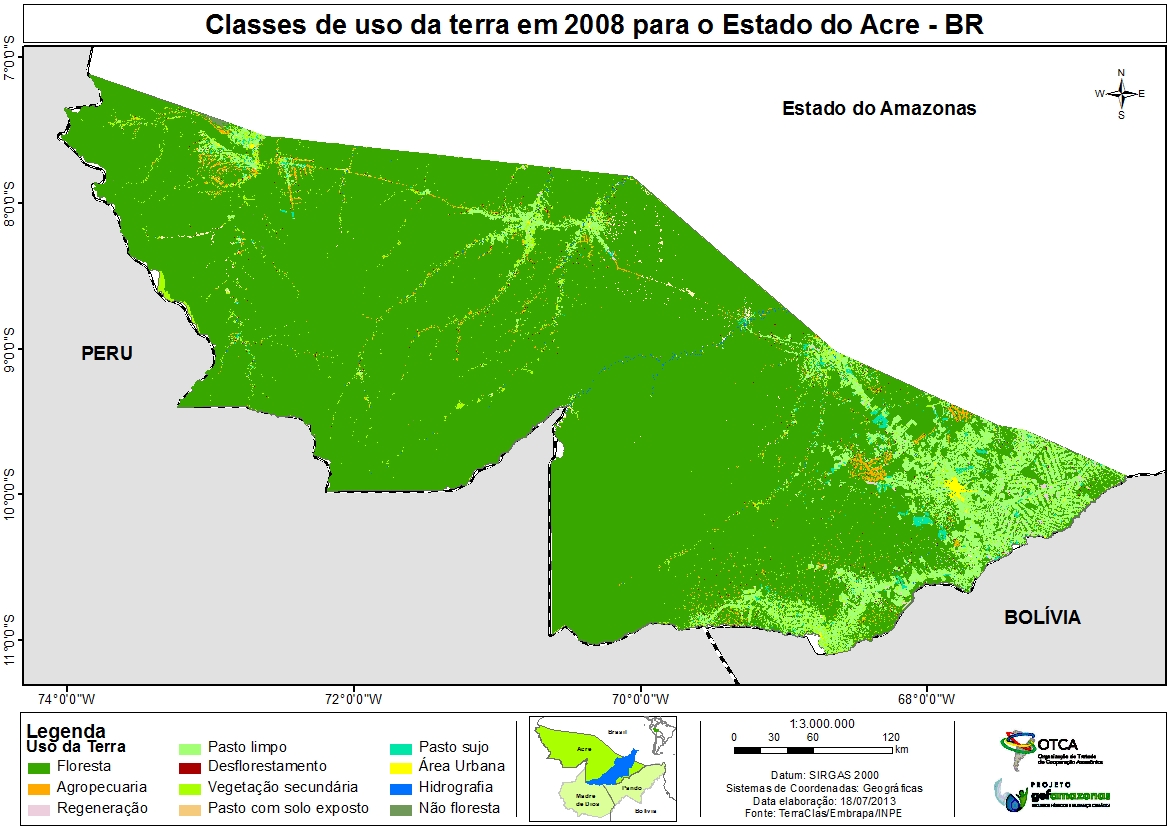 Classes de uso da terra em 2008 para o Estado do Acre - BR
7°0'0"S
8°0'0"S
9°0'0"S
10°0'0"S
11°0'0"S
Estado do Amazonas
N
W E
S
PERU
BOLÍVIA
74°0'0"W 72°0'0"W 70°0'0"W 68°0'0"W
Legenda
Uso da Terra
Floresta
Agropecuaria
Regeneração
Pasto limpo
Desflorestamento
Vegetação secundária
Pasto com solo exposto
Pasto sujo
Área Urbana
Hidrografia
Não floresta
Brasil
Acre
Pando
Madre
de Dios
Bolívia
1:3.000.000
0 30 60 120
km
Datum: SIRGAS 2000
Sistemas de Coordenadas: Geográficas
Data elaboração: 18/07/2013
Fonte: TerraClas/Embrapa/INPE
OTCA
Organização do Tratado
de Cooperação Amazônica
PROJETO
gefamazonas